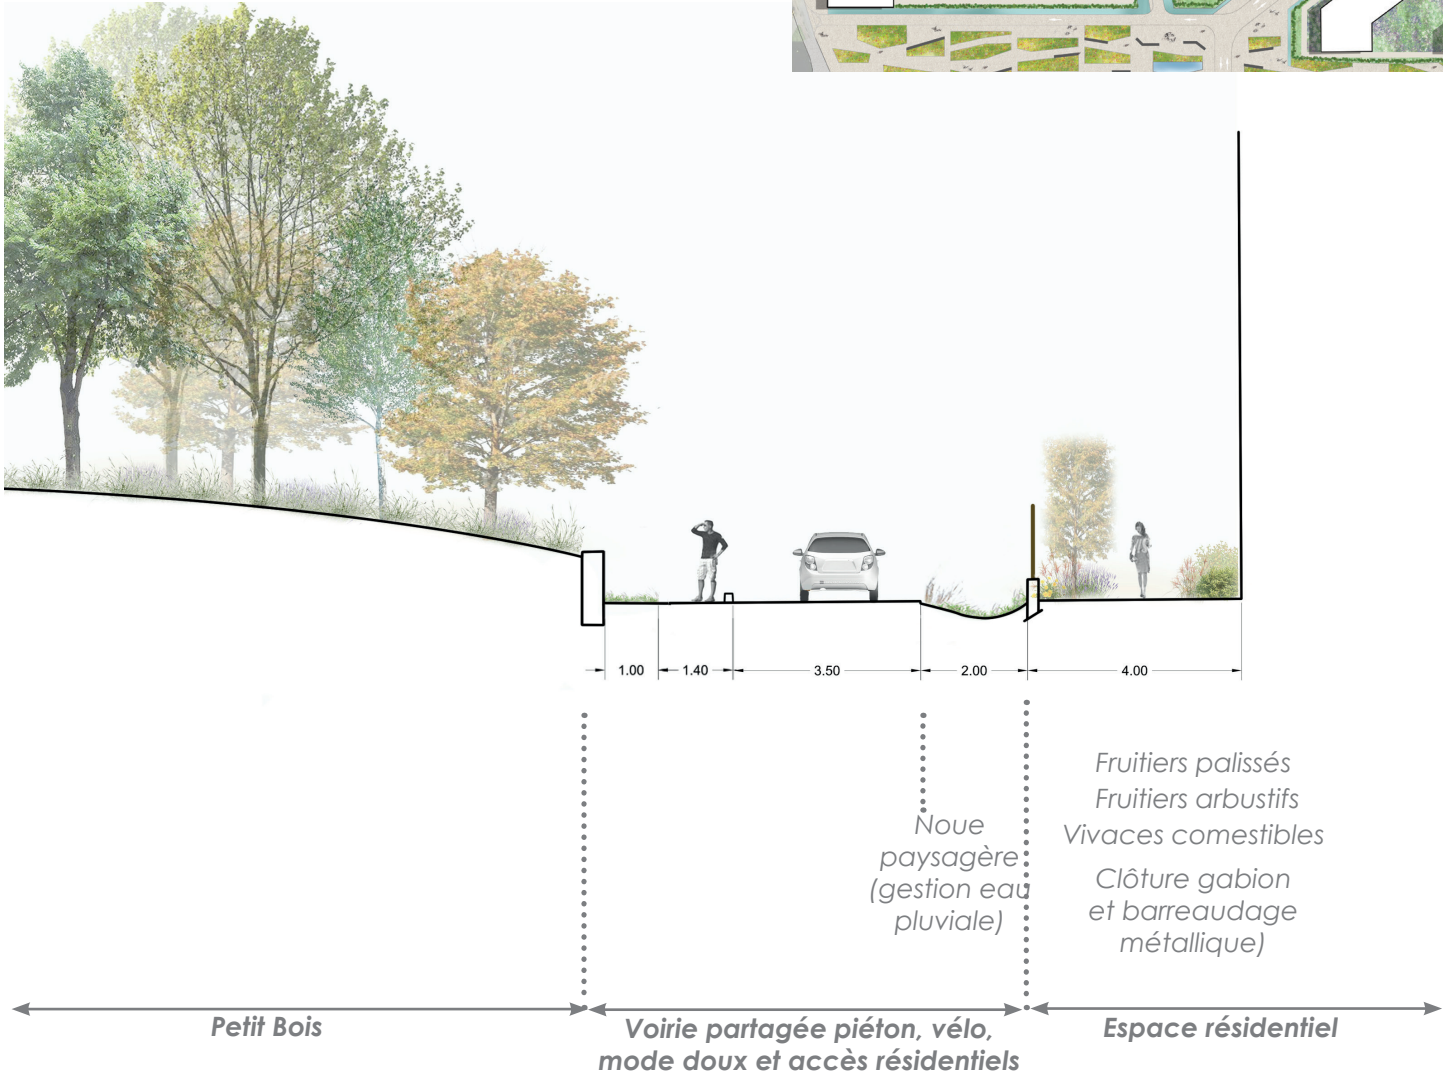 1.00 1.40 3.50 2.00 4.00
Noue
paysagère
(gestion eau
pluviale)
Fruitiers palissés
Fruitiers arbustifs
Vivaces comestibles
Clôture gabion
et barreaudage
métallique)
Petit Bois
Voirie partagée piéton, vélo,
mode doux et accès résidentiels
Espace résidentiel